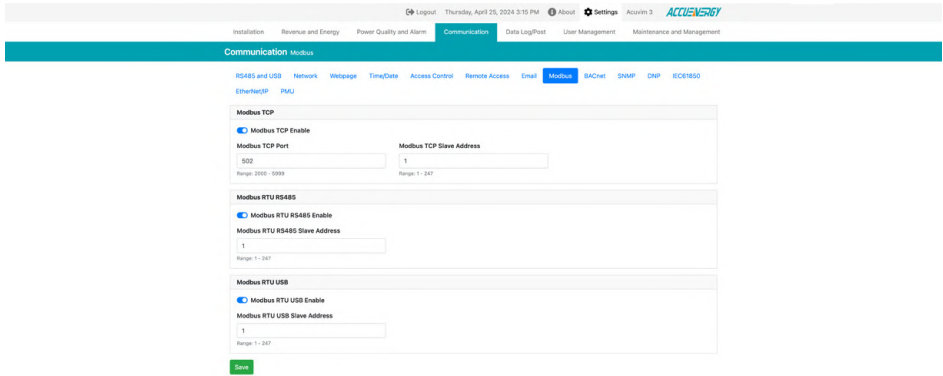 Logout Thursday, April 25, 2024 3:15 PM About Settings Acuvim 3 ACCUENERGY
Installation Revenue and Energy Power Quality and Alarm Communication Data Log/Post User Management Maintenance and Management
Communication Modbus
RS485 and USB Network Webpage Time/Date Access Control Remote Access Email Modbus BACnet SNMP DNP IEC61850
EtherNet/IP PMU
Modbus TCP
Modbus TCP Enable
Modbus TCP Port Modbus TCP Slave Address
502 1
Range: 2000 - 5999 Range: 1 - 247
Modbus RTU RS485
Modbus RTU RS485 Enable
Modbus RTU RS485 Slave Address
1
Range: 1 - 247
Modbus RTU USB
Modbus RTU USB Enable
Modbus RTU USB Slave Address
1
Range: 1 - 247
Save